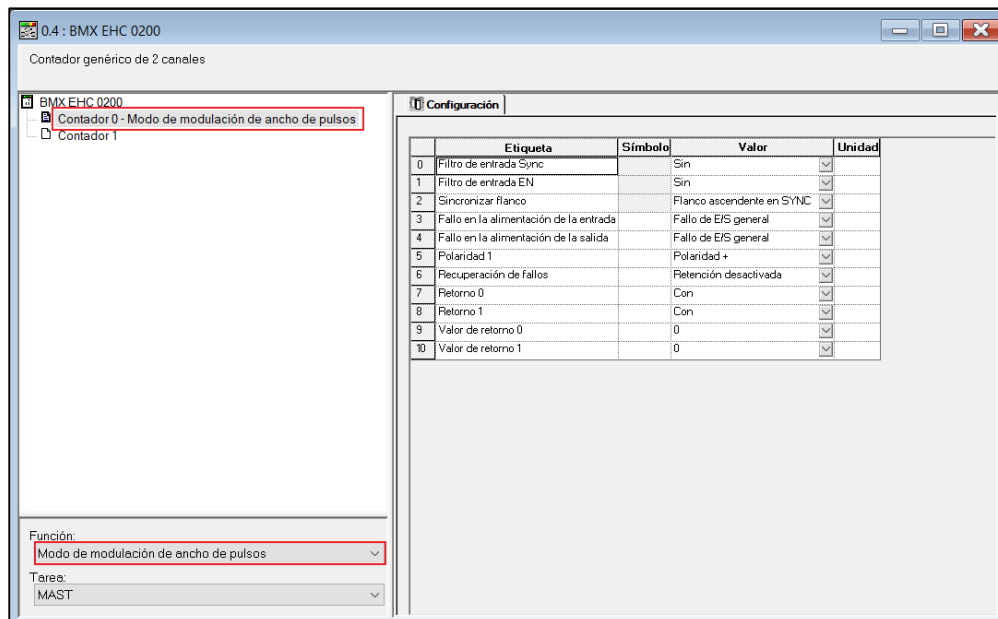 0.4 : BMX EHC 0200
Contador genérico de 2 canales
BMX EHC 0200
Contador 0 - Modo de modulación de ancho de pulsos
Contador 1
Configuración
Etiqueta Símbolo Valor Unidad
0 Filtro de entrada Sync Sin
1 Filtro de entrada EN Sin
2 Sincronizar flanco Flanco ascendente en SYNC
3 Fallo en la alimentación de la entrada Fallo de E/S general
4 Fallo en la alimentación de la salida Fallo de E/S general
5 Polaridad 1 Polaridad +
6 Recuperación de fallos Retención desactivada
7 Retorno 0 Con
8 Retorno 1 Con
9 Valor de retorno 0 0
10 Valor de retorno 1 0
Función:
Modo de modulación de ancho de pulsos
Tarea:
MAST